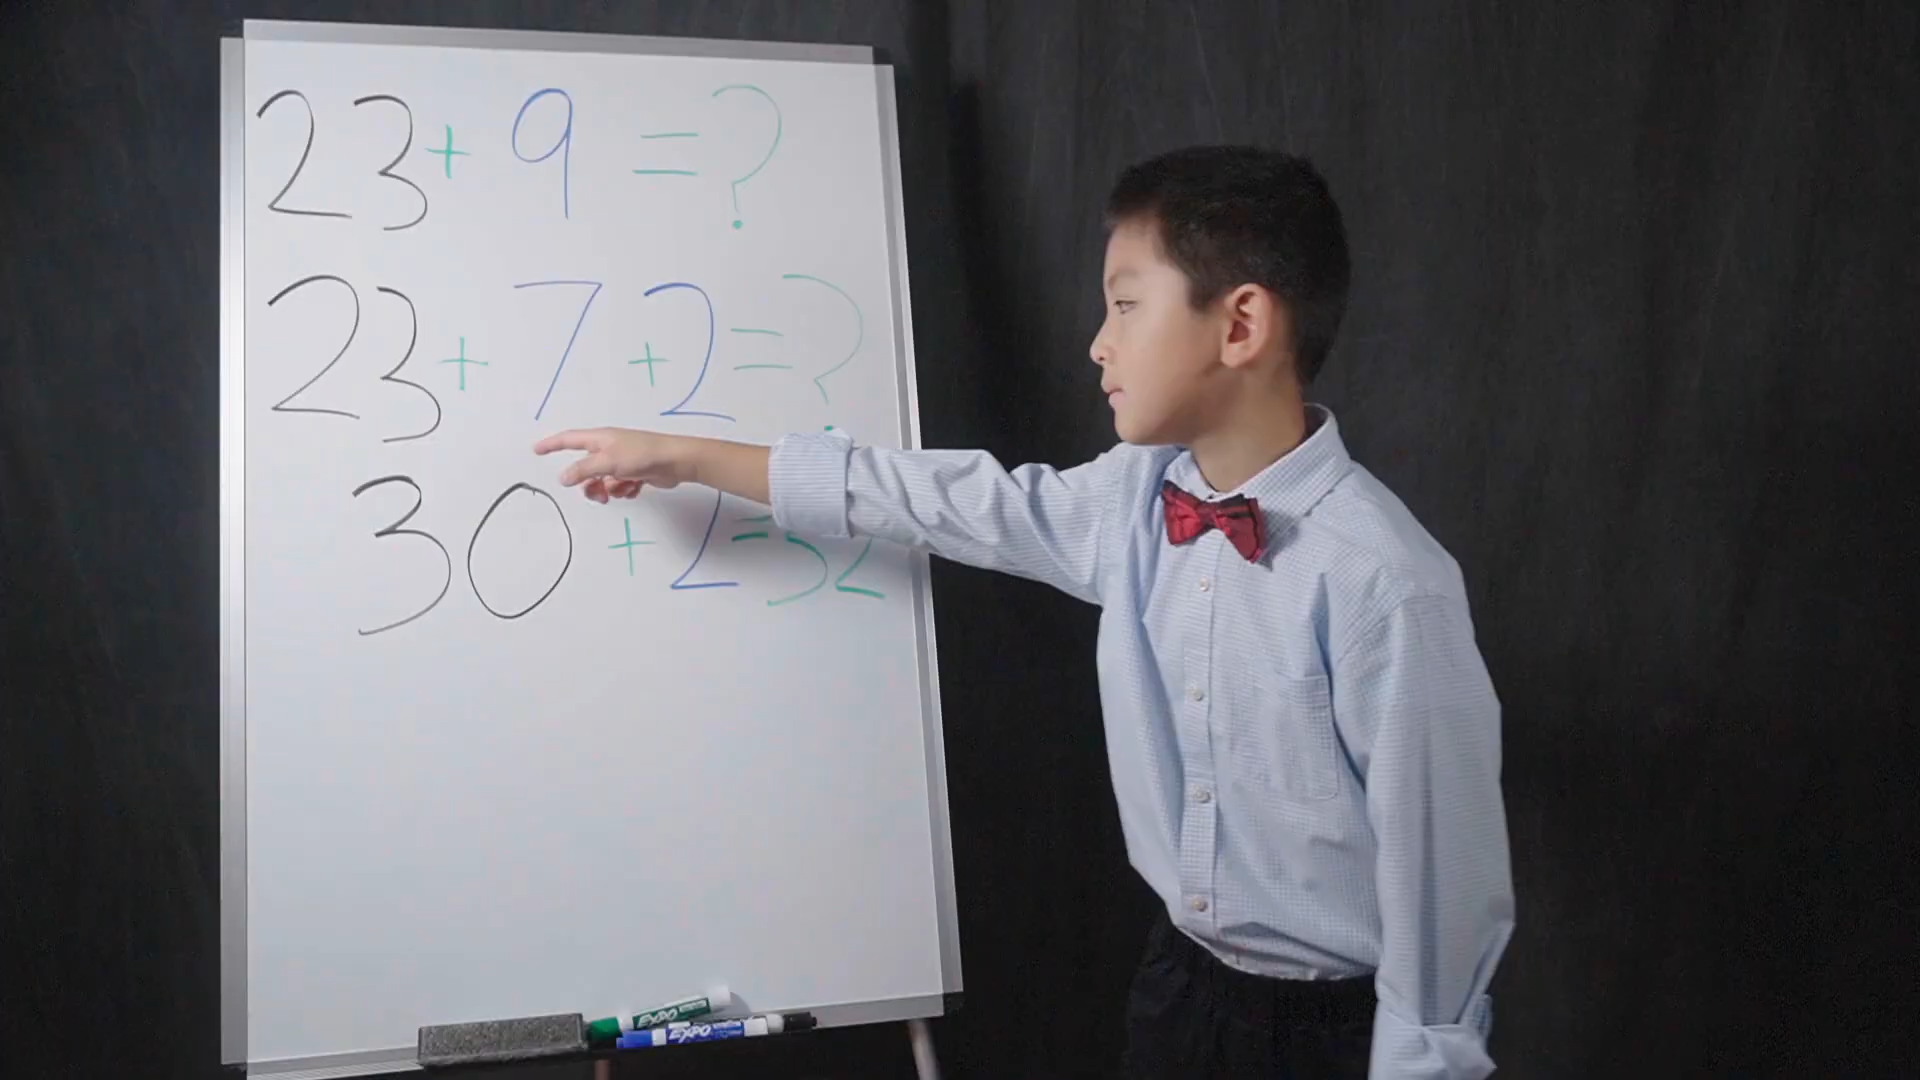 23 + 9 = ?
23 + 7 + 2 = ?
30 + 2 = 32
EXPO
EXPO